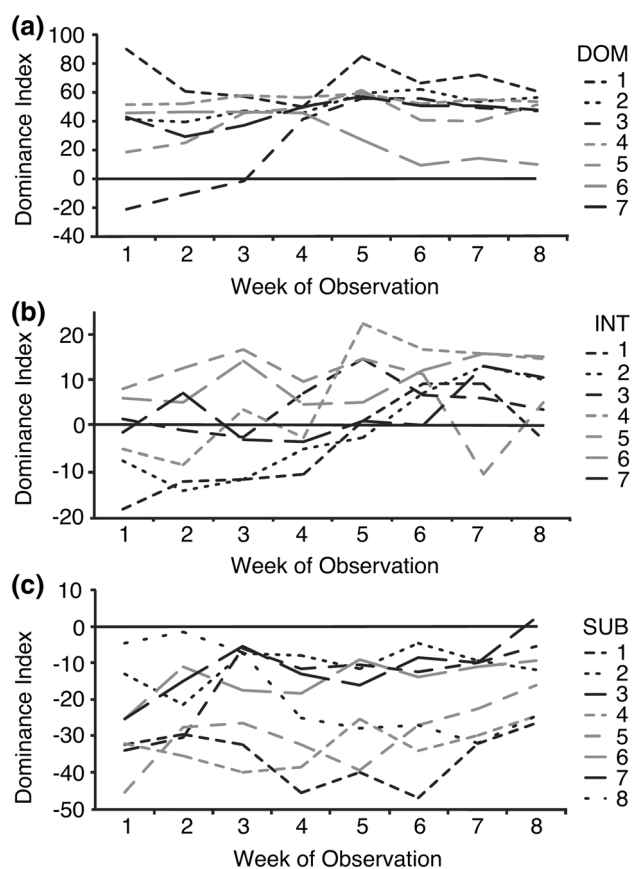 (a)
100
80
60
40
20
0
-20
-40
Dominance Index
1 2 3 4 5 6 7 8
Week of Observation
DOM
1
2
3
4
5
6
7
(b)
20
10
0
-10
-20
Dominance Index
1 2 3 4 5 6 7 8
Week of Observation
INT
1
2
3
4
5
6
7
(c)
10
0
-10
-20
-30
-40
-50
Dominance Index
1 2 3 4 5 6 7 8
Week of Observation
SUB
1
2
3
4
5
6
7
8